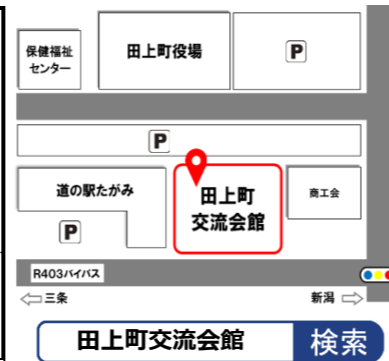 保健福祉
センター
田上町役場
P
P
道の駅たがみ
P
田上町
交流会館
商工会
R403バイパス
三条
新潟
田上町交流会館
検索